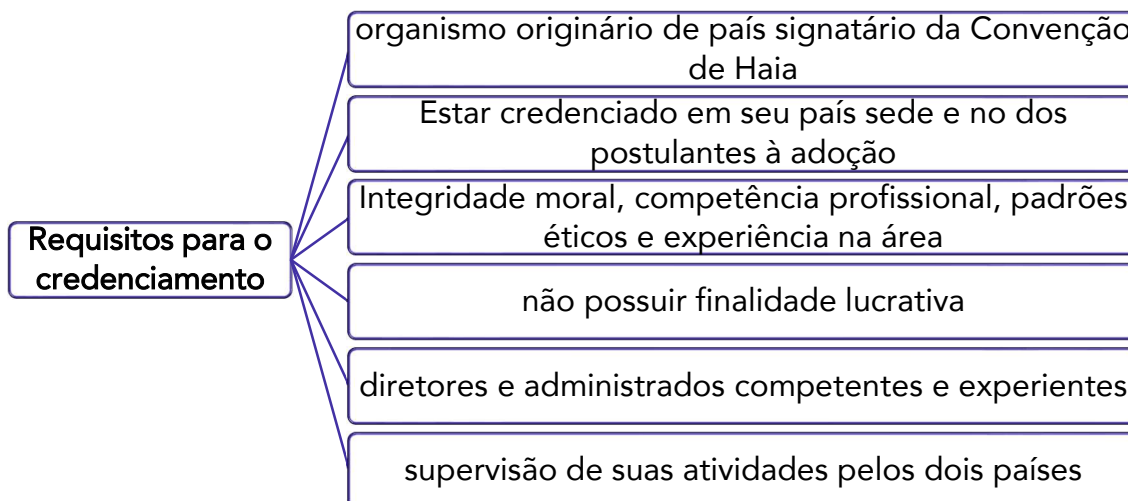 organismo originário de país signatário da Convenção
de Haia
Estar credenciado em seu país sede e no dos
postulantes à adoção
Integridade moral, competência profissional, padrões
éticos e experiência na área
Requisitos para o
credenciamento
não possuir finalidade lucrativa
diretores e administrados competentes e experientes
supervisão de suas atividades pelos dois países